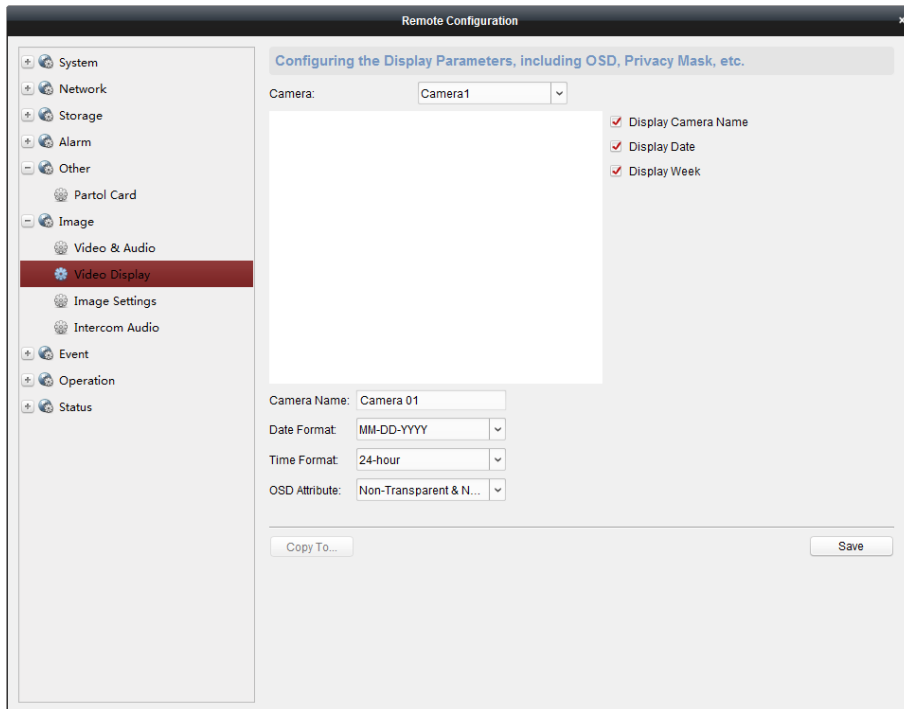 Remote Configuration
System
Network
Storage
Alarm
Other
Partol Card
Image
Video & Audio
Video Display
Image Settings
Intercom Audio
Event
Operation
Status
Configuring the Display Parameters, including OSD, Privacy Mask, etc.
Camera: Camera1
Display Camera Name
Display Date
Display Week
Camera Name: Camera 01
Date Format: MM-DD-YYYY
Time Format: 24-hour
OSD Attribute: Non-Transparent & N...
Copy To... Save